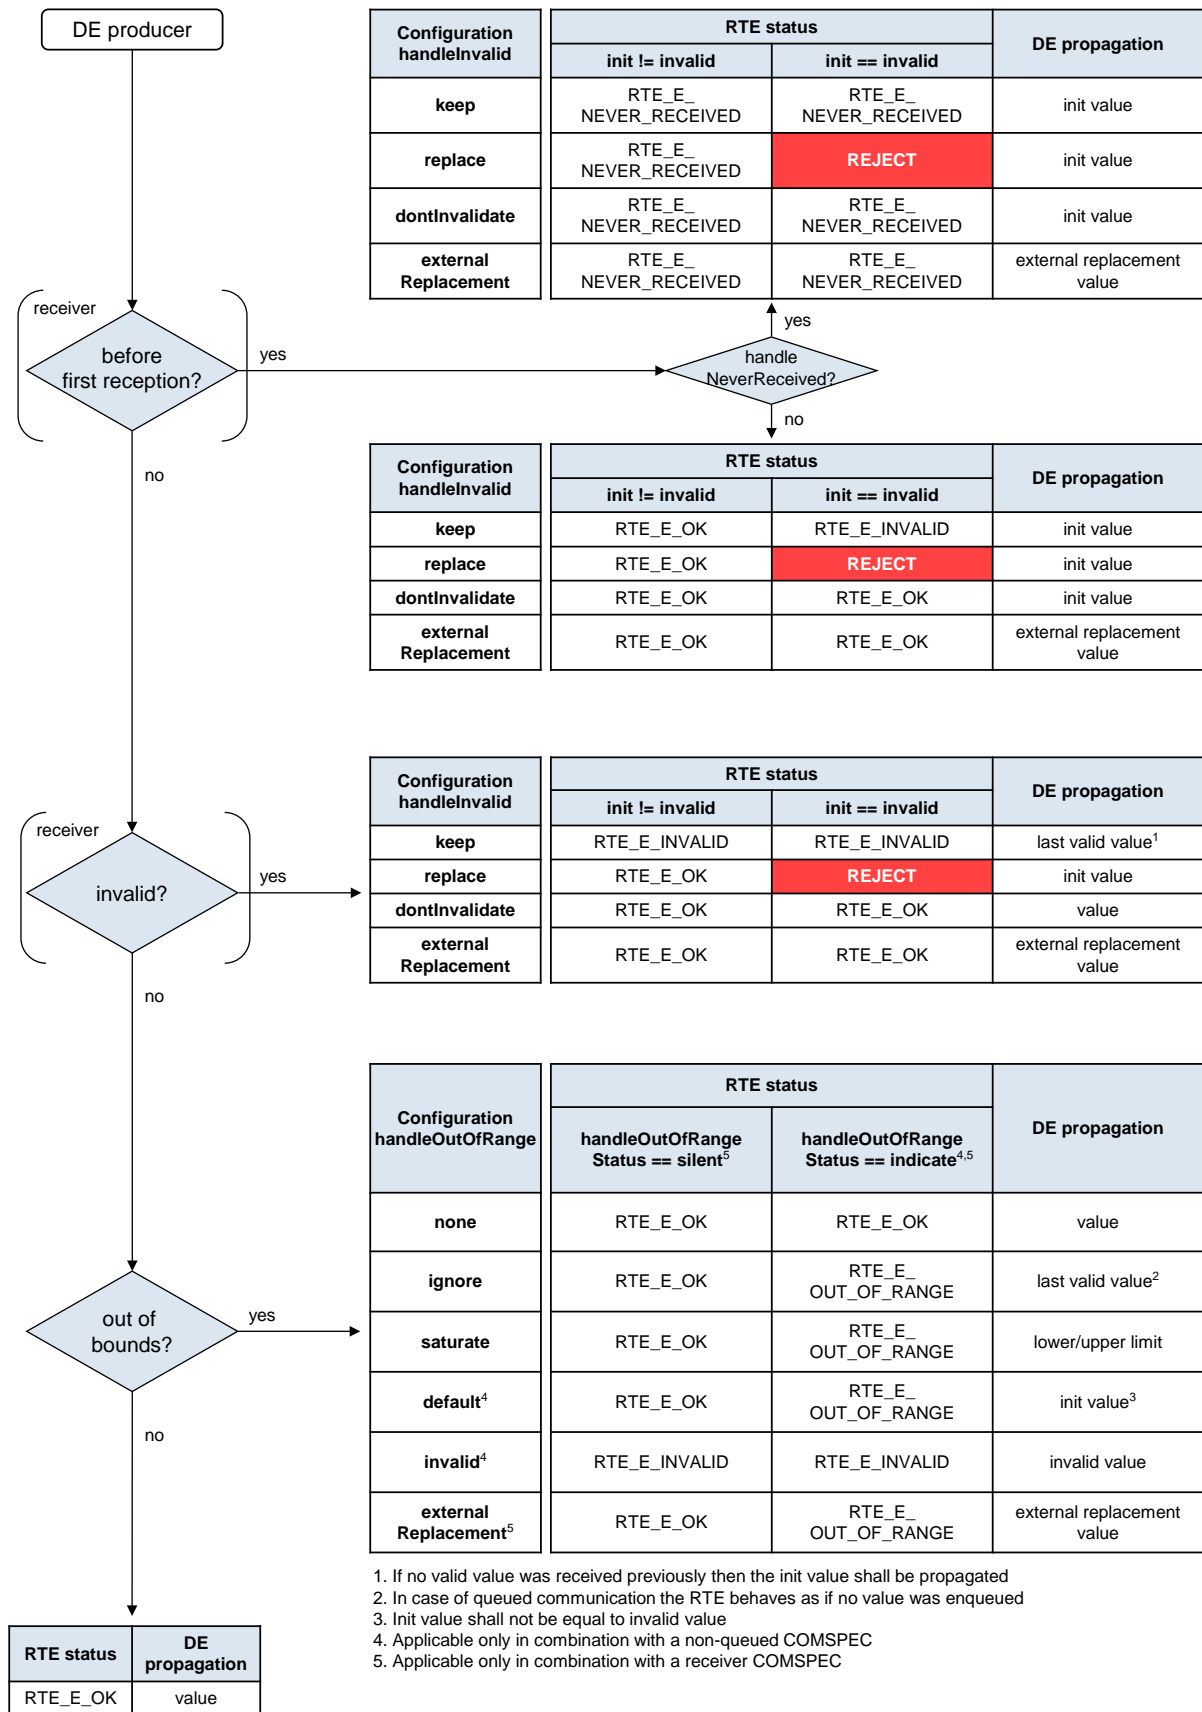 DE producer
Configuration
handleInvalid
RTE status
DE propagation
init != invalid
init == invalid
keep
RTE_E_
NEVER_RECEIVED
RTE_E_
NEVER_RECEIVED
init value
replace
RTE_E_
NEVER_RECEIVED
REJECT
init value
dontInvalidate
RTE_E_
NEVER_RECEIVED
RTE_E_
NEVER_RECEIVED
init value
external
Replacement
RTE_E_
NEVER_RECEIVED
RTE_E_
NEVER_RECEIVED
external replacement
value
receiver
before
first reception?
yes
handle
NeverReceived?
yes
no
no
Configuration
handleInvalid
RTE status
DE propagation
init != invalid
init == invalid
keep
RTE_E_OK
RTE_E_INVALID
init value
replace
RTE_E_OK
REJECT
init value
dontInvalidate
RTE_E_OK
RTE_E_OK
init value
external
Replacement
RTE_E_OK
RTE_E_OK
external replacement
value
receiver
invalid?
yes
no
Configuration
handleInvalid
RTE status
DE propagation
init != invalid
init == invalid
keep
RTE_E_INVALID
RTE_E_INVALID
last valid value1
replace
RTE_E_OK
REJECT
init value
dontInvalidate
RTE_E_OK
RTE_E_OK
value
external
Replacement
RTE_E_OK
RTE_E_OK
external replacement
value
out of
bounds?
yes
no
Configuration
handleOutOfRange
RTE status
DE propagation
handleOutOfRange
Status == silent5
handleOutOfRange
Status == indicate4,5
none
RTE_E_OK
RTE_E_OK
value
ignore
RTE_E_OK
RTE_E_
OUT_OF_RANGE
last valid value2
saturate
RTE_E_OK
RTE_E_
OUT_OF_RANGE
lower/upper limit
default4
RTE_E_OK
RTE_E_
OUT_OF_RANGE
init value3
invalid4
RTE_E_INVALID
RTE_E_INVALID
invalid value
external
Replacement5
RTE_E_OK
RTE_E_
OUT_OF_RANGE
external replacement
value
1. If no valid value was received previously then the init value shall be propagated
2. In case of queued communication the RTE behaves as if no value was enqueued
3. Init value shall not be equal to invalid value
4. Applicable only in combination with a non-queued COMSPEC
5. Applicable only in combination with a receiver COMSPEC
RTE status
DE
propagation
RTE_E_OK
value